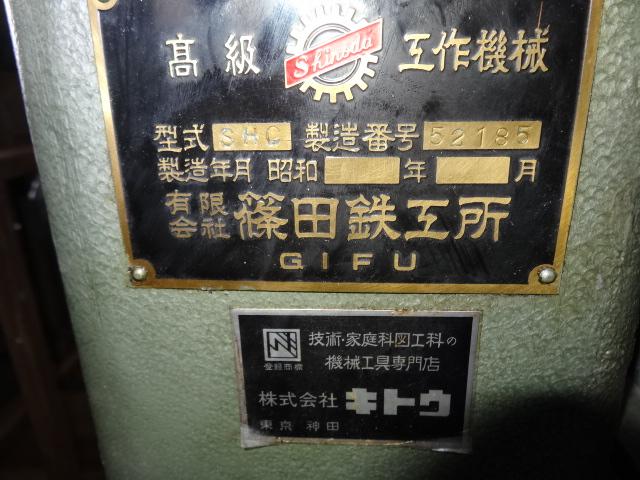 高級 Shinoda 工作機械
型式 SHC 製造番号 52185
製造年月 昭和 年 月
有限会社 篠田鉄工所
GIFU
技術・家庭科図工科の
登録商標 機械工具専門店
株式会社 キトウ
東京 神田